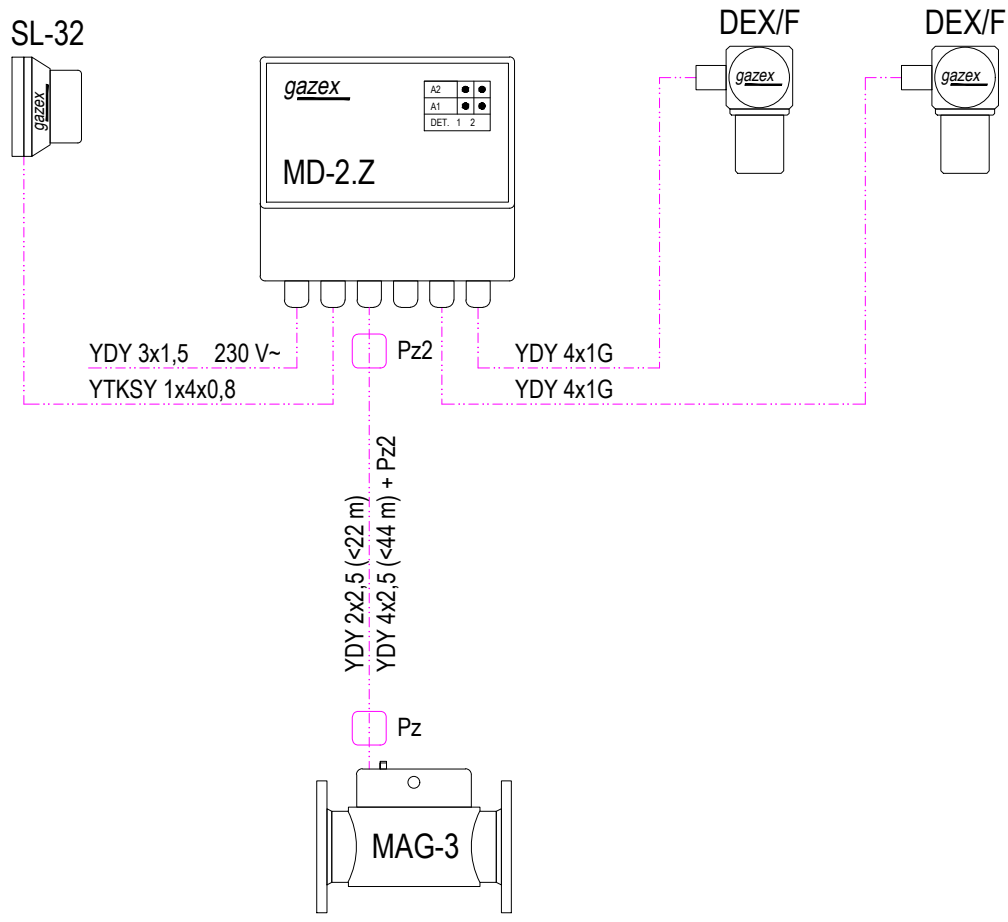 SL-32
DEX/F
DEX/F
gazex
gazex
gazex
gazex
A2
A1
DET. 1 2
MD-2.Z
YDY 3x1,5 230 V~
Pz2
YDY 4x1G
YTKSY 1x4x0,8
YDY 4x1G
YDY 2x2,5 (<22 m)
YDY 4x2,5 (<44 m) + Pz2
Pz
MAG-3